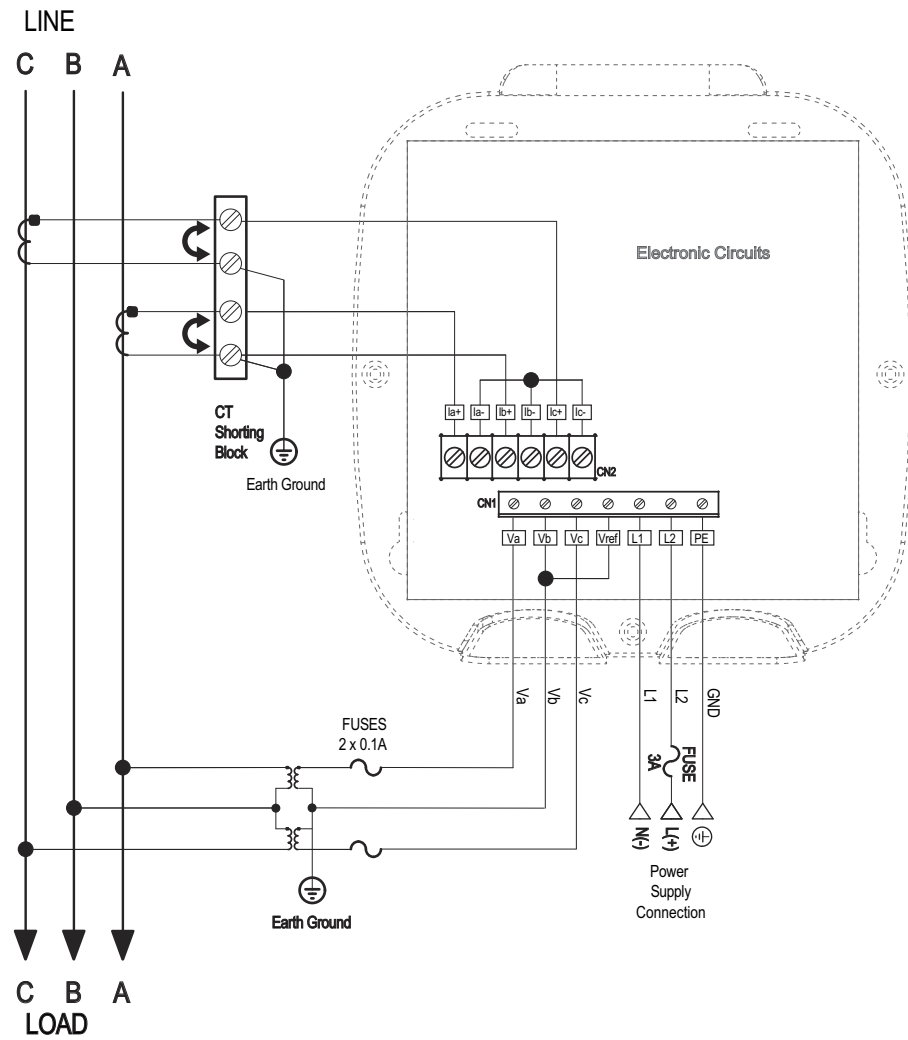 LINE
C B A
Electronic Circuits
CT
Shorting
Block
Earth Ground
Ia+ Ia- Ib+ Ib- Ic+ Ic-
CN2
CN1
Va Vb Vc Vref L1 L2 PE
Va Vb Vc L1 L2 GND
FUSES
2 x 0.1A
FUSE
3A
N(-) L(+)
Power
Supply
Connection
Earth Ground
C B A
LOAD